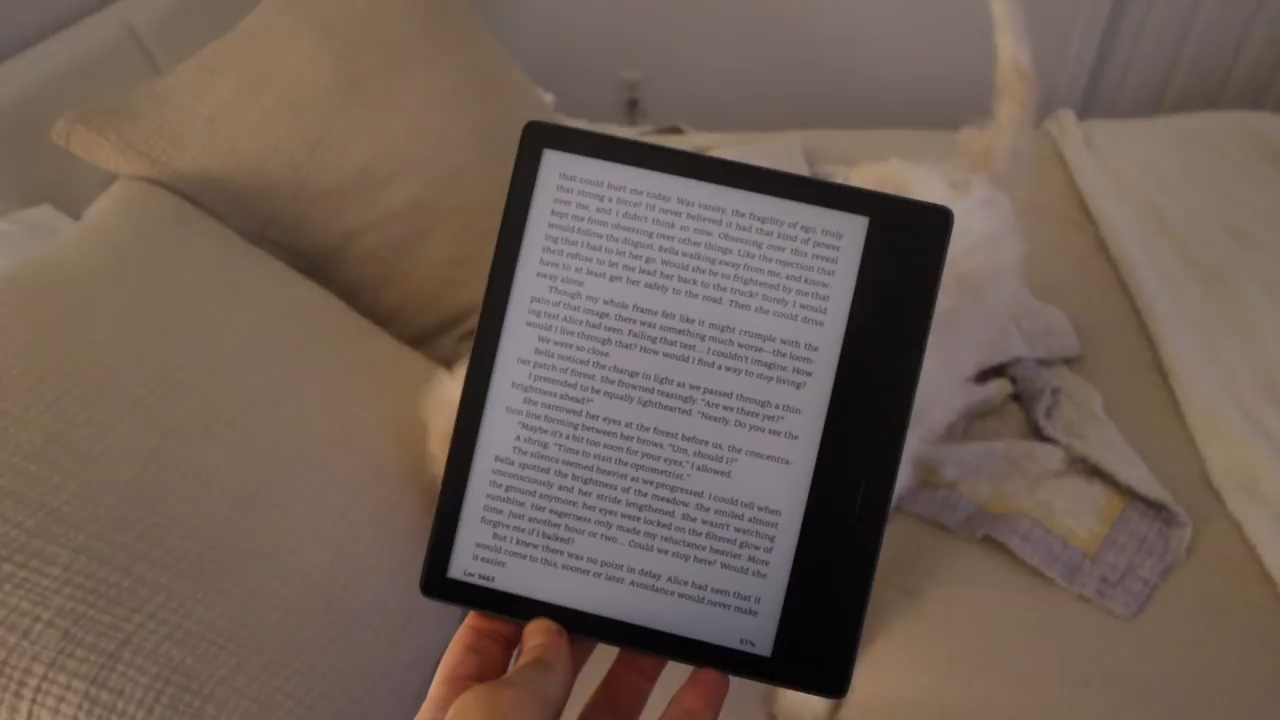 that could hurt me today. Was vanity, the fragility of ego, truly
that strong a force? I'd never believed it had that kind of power
over me, and I didn't think so now. Obsessing over this reveal
kept me from obsessing over other things. Like the rejection that
would follow the disgust. Bella walking away from me, and know-
ing that I had to let her go. Would she be so frightened by me that
she'd refuse to let me lead her back to the truck? Surely I would
have to at least get her safely to the road. Then she could drive
away alone.
Though my whole frame felt like it might crumple with the
pain of that image, there was something much worse—the loom-
ing test Alice had seen. Failing that test... I couldn't imagine. How
would I live through that? How would I find a way to stop living?
We were so close.
Bella noticed the change in light as we passed through a thin-
ner patch of forest. She frowned teasingly. "Are we there yet?"
I pretended to be equally lighthearted. "Nearly. Do you see the
brightness ahead?"
She narrowed her eyes at the forest before us, the concentra-
tion line forming between her brows. "Um, should I?"
"Maybe it's a bit too soon for your eyes," I allowed.
A shrug. "Time to visit the optometrist."
The silence seemed heavier as we progressed. I could tell when
Bella spotted the brightness of the meadow. She smiled almost
unconsciously and her stride lengthened. She wasn't watching
the ground anymore; her eyes were locked on the filtered glow of
sunshine. Her eagerness only made my reluctance heavier. More
time. Just another hour or two... Could we stop here? Would she
forgive me if I balked?
But I knew there was no point in delay. Alice had seen that it
would come to this, sooner or later. Avoidance would never make
it easier.
Loc 5683
51%